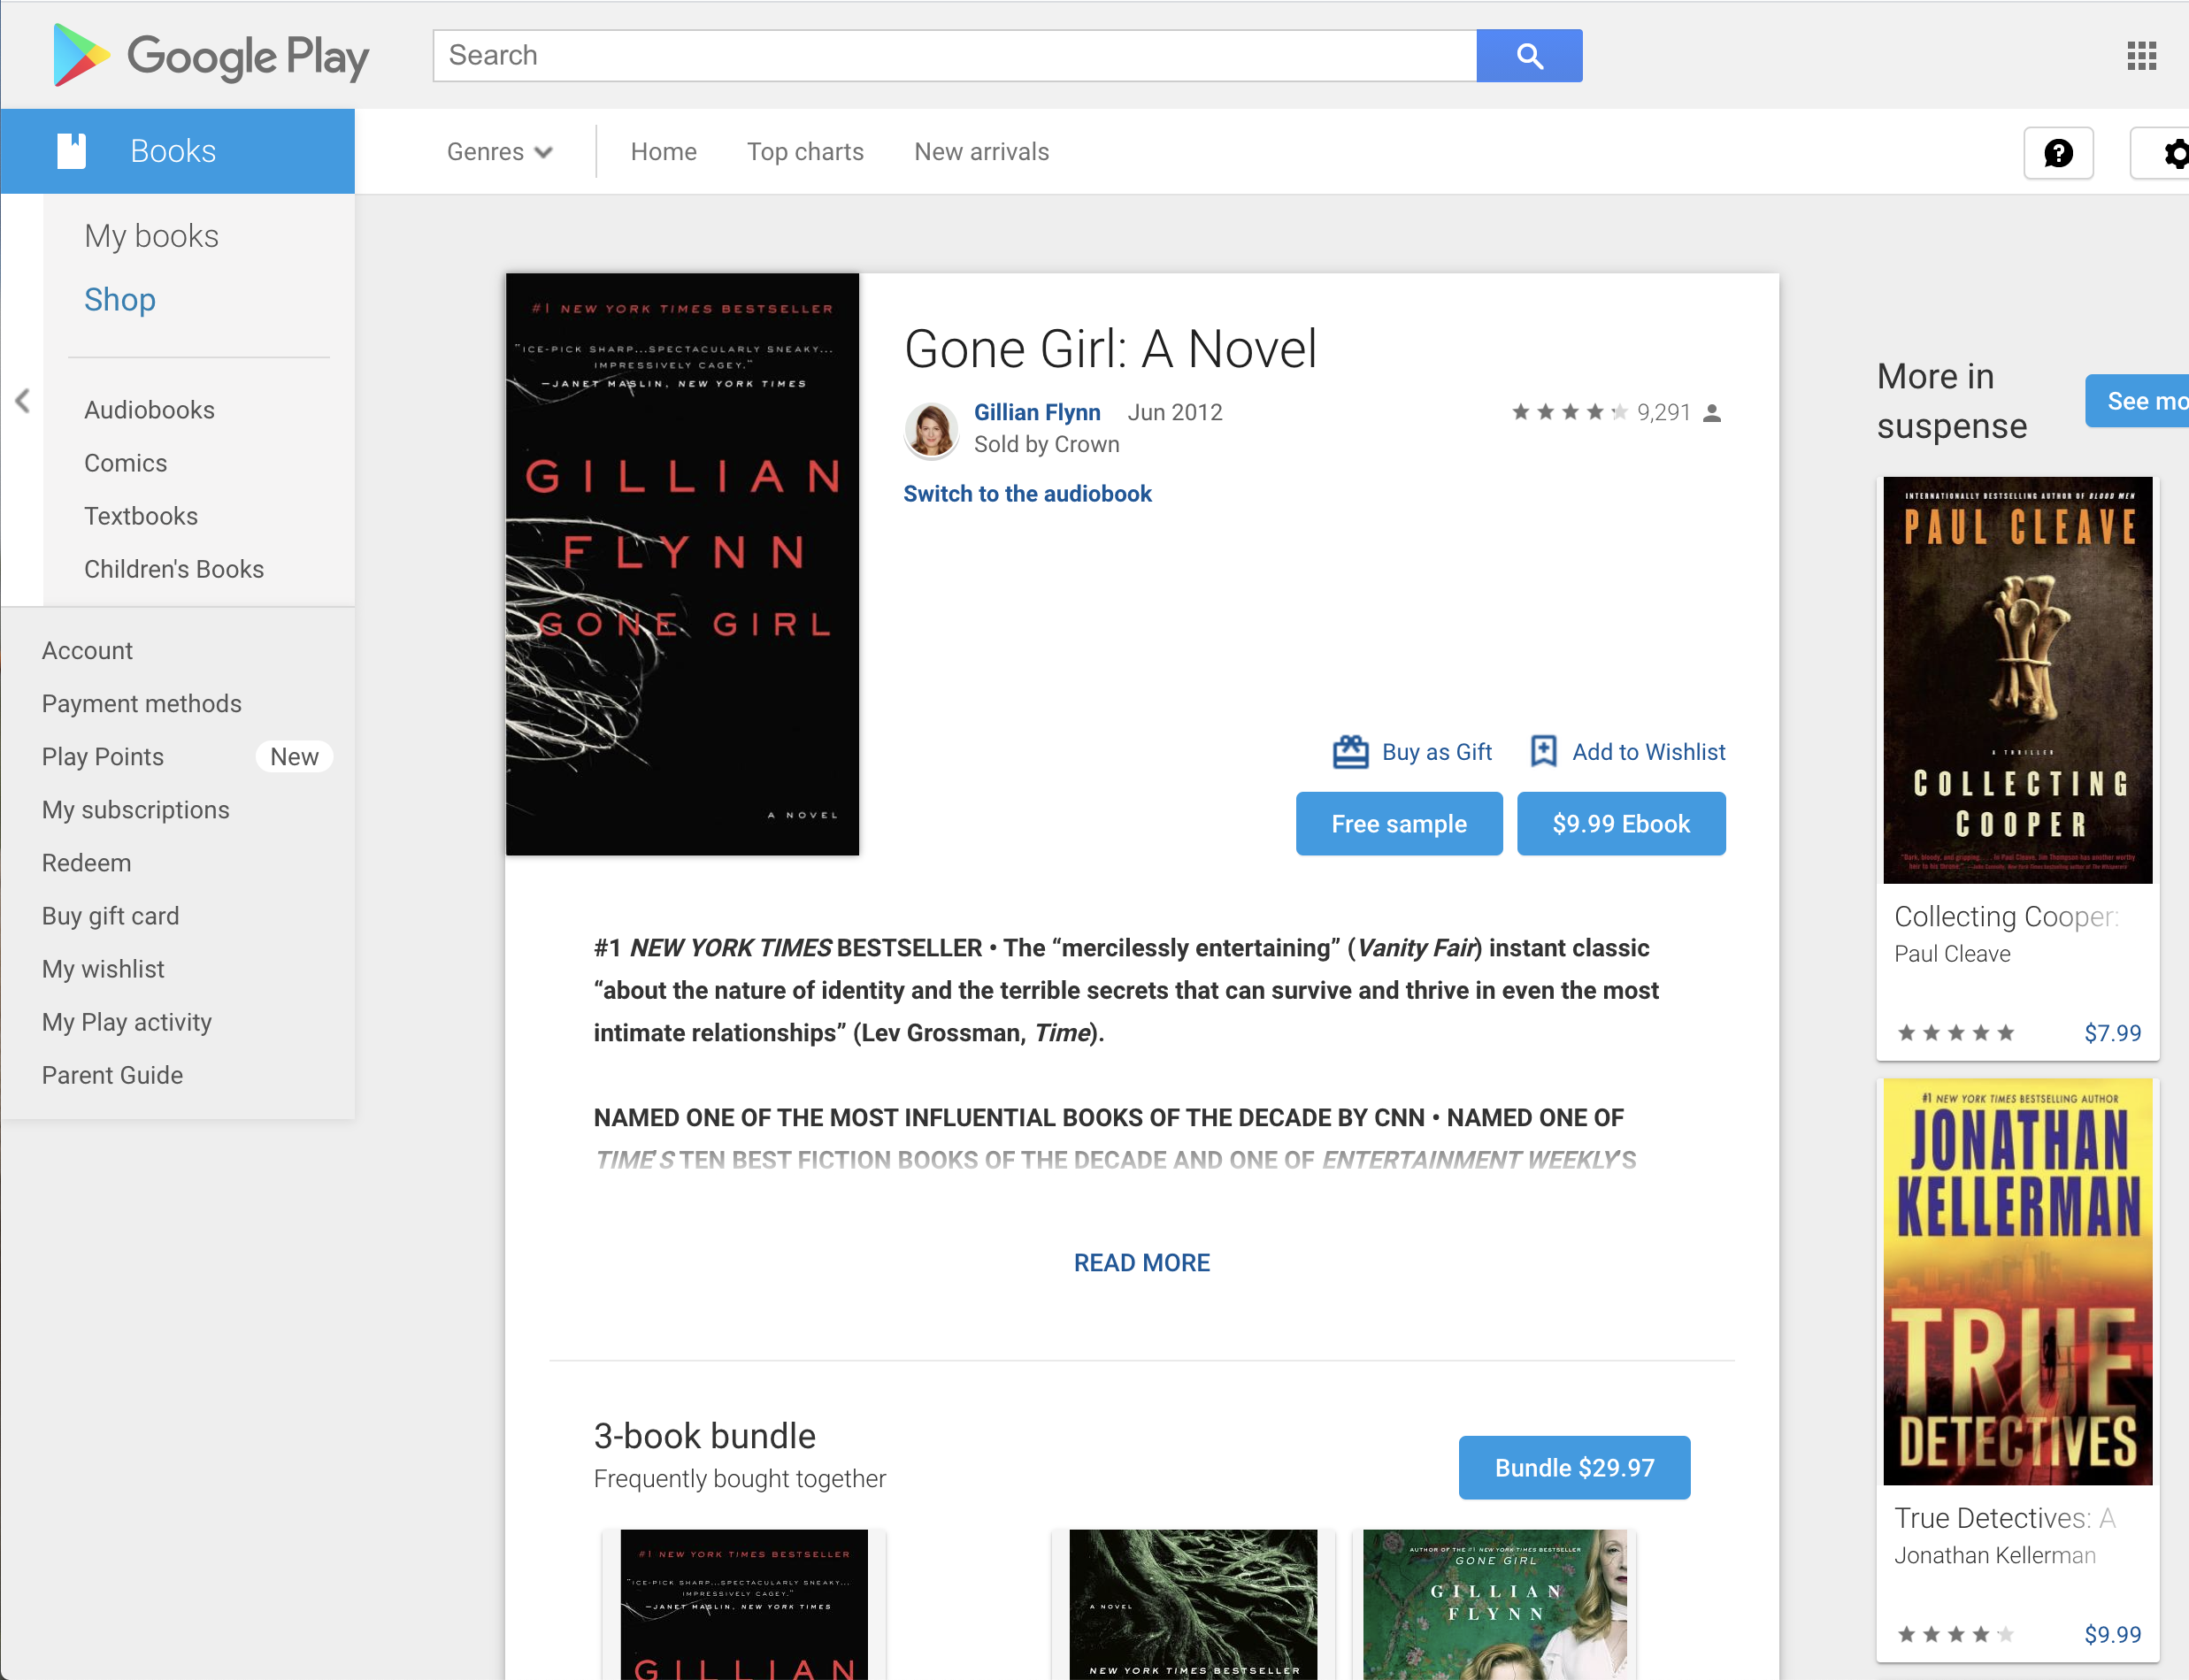 Google Play
Search
Books
Genres
Home
Top charts
New arrivals
My books
Shop
Audiobooks
Comics
Textbooks
Children's Books
Account
Payment methods
Play Points
New
My subscriptions
Redeem
Buy gift card
My wishlist
My Play activity
Parent Guide
#1 NEW YORK TIMES BESTSELLER
"ICE-PICK SHARP...SPECTACULARLY SNEAKY...
IMPRESSIVELY CAGEY."
—JANET MASLIN, NEW YORK TIMES
GILLIAN
FLYNN
GONE GIRL
A NOVEL
Gone Girl: A Novel
Gillian Flynn Jun 2012
9,291
Sold by Crown
Switch to the audiobook
Buy as Gift
Add to Wishlist
Free sample
$9.99 Ebook
#1 NEW YORK TIMES BESTSELLER • The “mercilessly entertaining” (Vanity Fair) instant classic
“about the nature of identity and the terrible secrets that can survive and thrive in even the most
intimate relationships” (Lev Grossman, Time).
NAMED ONE OF THE MOST INFLUENTIAL BOOKS OF THE DECADE BY CNN • NAMED ONE OF
TIME’S TEN BEST FICTION BOOKS OF THE DECADE AND ONE OF ENTERTAINMENT WEEKLY’S
READ MORE
3-book bundle
Frequently bought together
Bundle $29.97
#1 NEW YORK TIMES BESTSELLER
"ICE-PICK SHARP...SPECTACULARLY SNEAKY...
IMPRESSIVELY CAGEY."
—JANET MASLIN, NEW YORK TIMES
GILLIAN
A NOVEL
NEW YORK TIMES BESTSELLER
AUTHOR OF THE #1 NEW YORK TIMES BESTSELLER
GONE GIRL
GILLIAN
FLYNN
More in
suspense
See mo
INTERNATIONALLY BESTSELLING AUTHOR OF BLOOD MEN
PAUL CLEAVE
A THRILLER
COLLECTING
COOPER
Collecting Cooper:
Paul Cleave
$7.99
#1 NEW YORK TIMES BESTSELLING AUTHOR
JONATHAN
KELLERMAN
TRUE
DETECTIVES
True Detectives: A
Jonathan Kellerman
$9.99